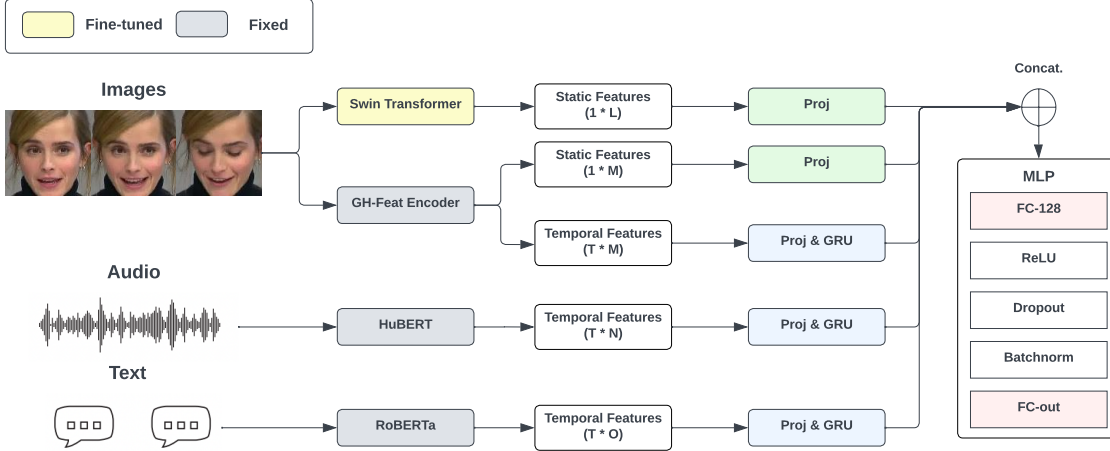 Fine-tuned
Fixed
Images
Swin Transformer
Static Features
(1 * L)
Proj
Concat.
Static Features
(1 * M)
Proj
GH-Feat Encoder
Temporal Features
(T * M)
Proj & GRU
Audio
HuBERT
Temporal Features
(T * N)
Proj & GRU
Text
RoBERTa
Temporal Features
(T * O)
Proj & GRU
MLP
FC-128
ReLU
Dropout
Batchnorm
FC-out